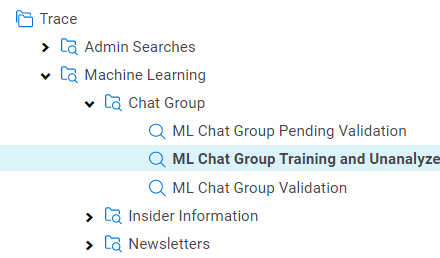 Trace
Admin Searches
Machine Learning
Chat Group
ML Chat Group Pending Validation
ML Chat Group Training and Unanalyze
ML Chat Group Validation
Insider Information
Newsletters